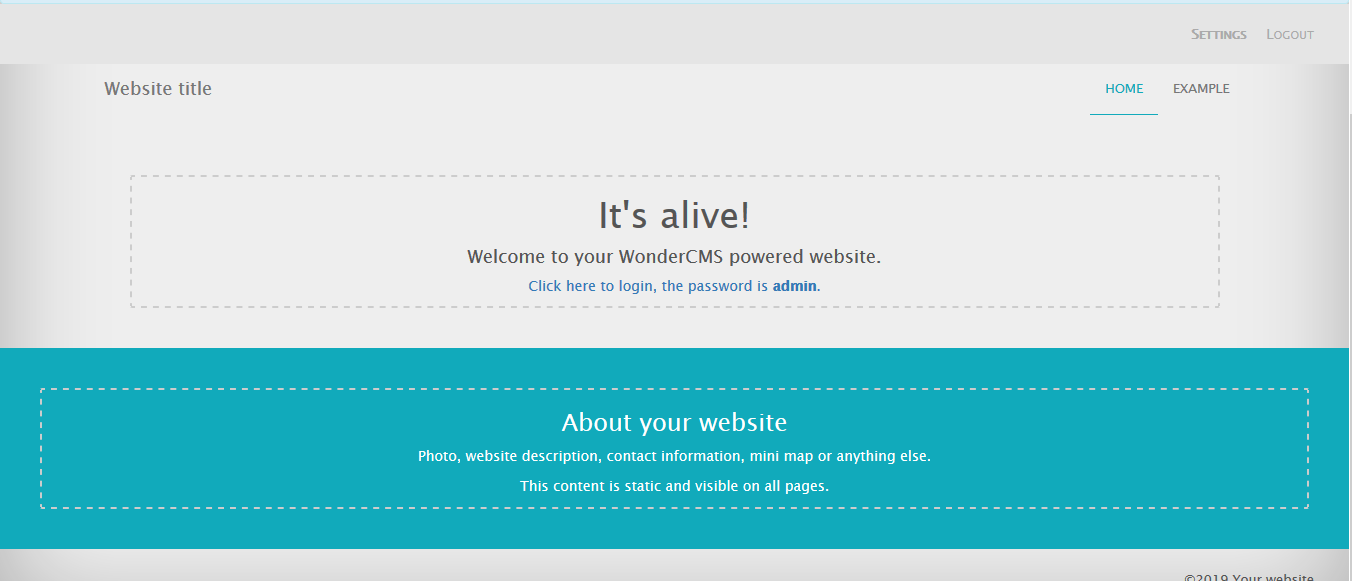 Settings Logout
Website title HOME EXAMPLE
It's alive!
Welcome to your WonderCMS powered website.
Click here to login, the password is admin.
About your website
Photo, website description, contact information, mini map or anything else.
This content is static and visible on all pages.
©2019 Your website